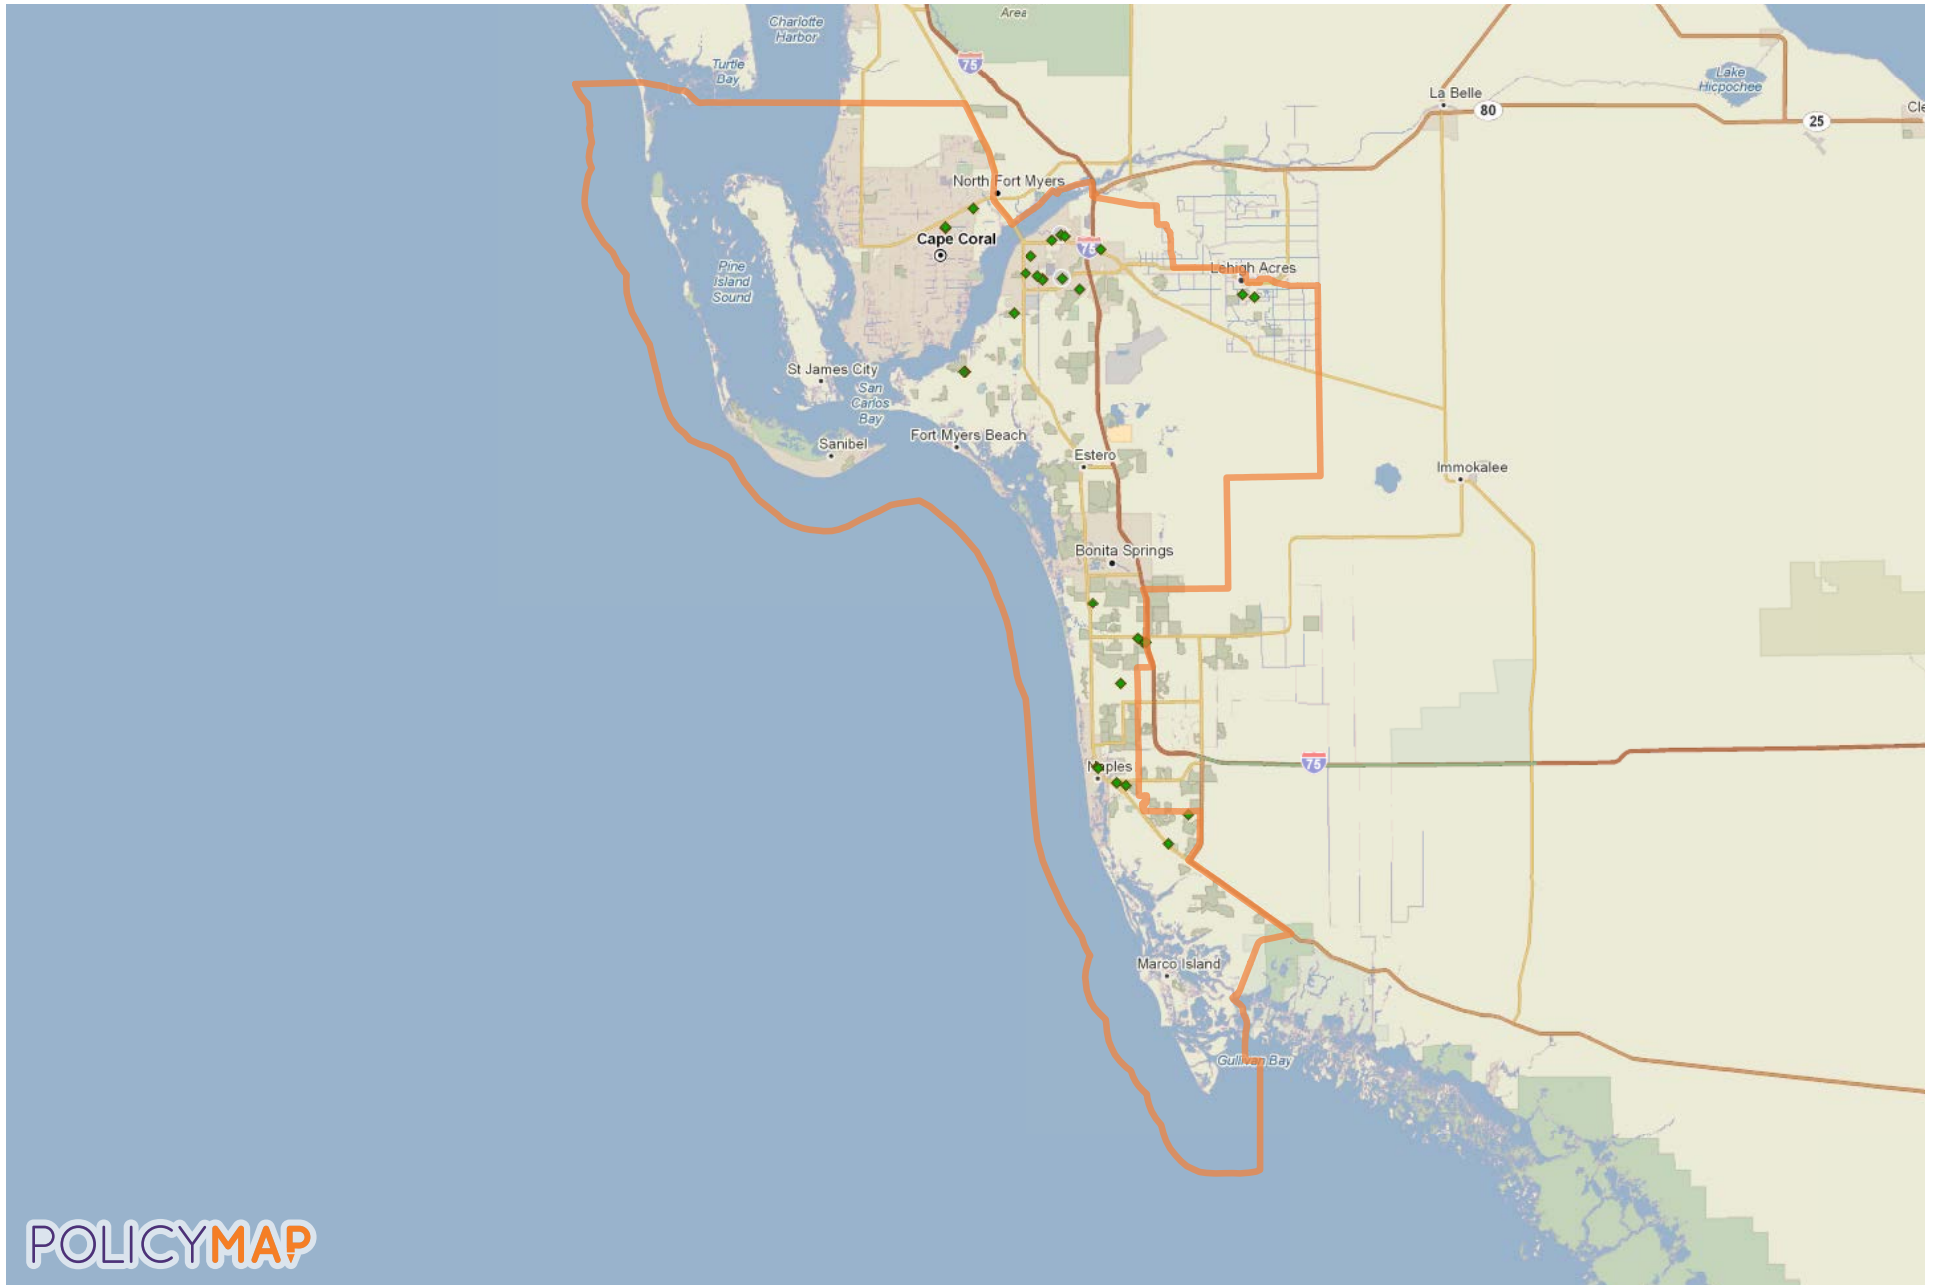 Area
Charlotte
Harbor
75
Turtle
Bay
Lake
Hicpochee
La Belle
80
Cle
25
North Fort Myers
Cape Coral
75
Pine
Island
Sound
Lehigh Acres
St James City
San
Carlos
Bay
Sanibel
Fort Myers Beach
Estero
Immokalee
Bonita Springs
Naples
75
Marco Island
Gullivan Bay
POLICYMAP